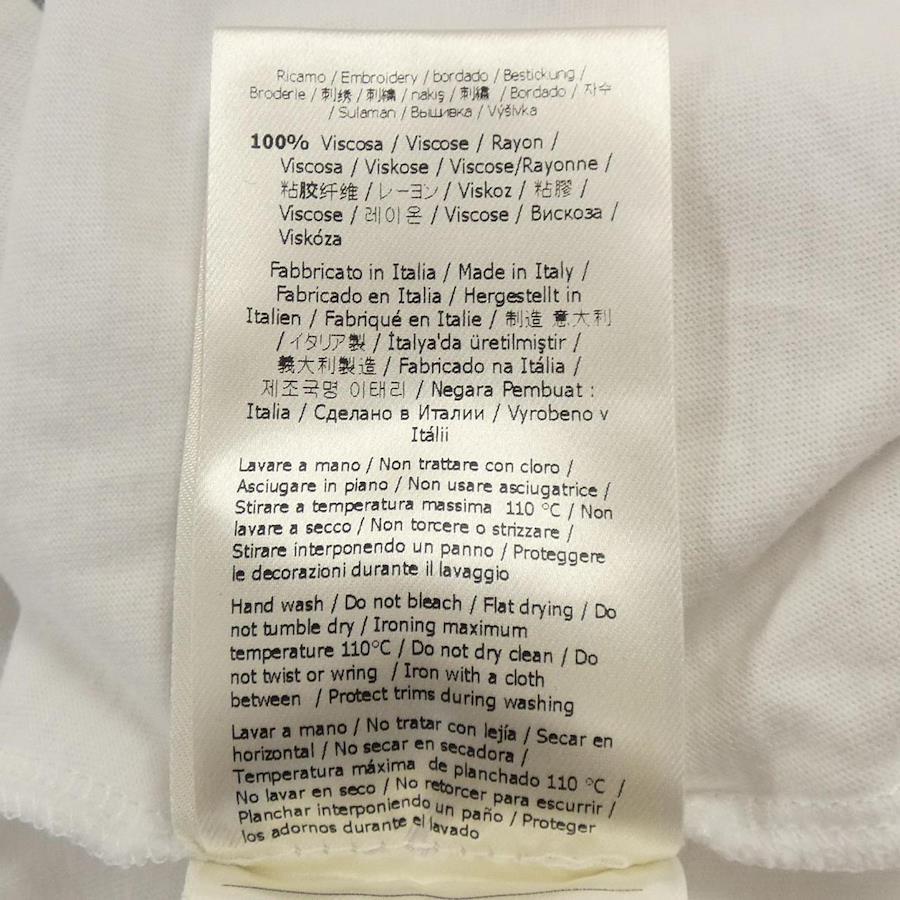 Ricamo / Embroidery / bordado / Bestickung /
Broderie / 刺绣 / 刺繍 / nakiş / 刺繡 / Bordado / 자수
/ Sulaman / Вышивка / Výšivka
100% Viscosa / Viscose / Rayon /
Viscosa / Viskose / Viscose/Rayonne /
粘胶纤维 / レーヨン / Viskoz / 粘膠 /
Viscose / 레이온 / Viscose / Вискоза /
Viskóza
Fabbricato in Italia / Made in Italy /
Fabricado en Italia / Hergestellt in
Italien / Fabriqué en Italie / 制造 意大利
/ イタリア製 / İtalya'da üretilmiştir /
義大利製造 / Fabricado na Itália /
제조국명 이태리 / Negara Pembuat :
Italia / Сделано в Италии / Vyrobeno v
Itálii
Lavare a mano / Non trattare con cloro /
Asciugare in piano / Non usare asciugatrice /
Stirare a temperatura massima 110 °C / Non
lavare a secco / Non torcere o strizzare /
Stirare interponendo un panno / Proteggere
le decorazioni durante il lavaggio
Hand wash / Do not bleach / Flat drying / Do
not tumble dry / Ironing maximum
temperature 110°C / Do not dry clean / Do
not twist or wring / Iron with a cloth
between / Protect trims during washing
Lavar a mano / No tratar con lejía / Secar en
horizontal / No secar en secadora /
Temperatura máxima de planchado 110 °C /
No lavar en seco / No retorcer para escurrir /
Planchar interponiendo un paño / Proteger
los adornos durante el lavado